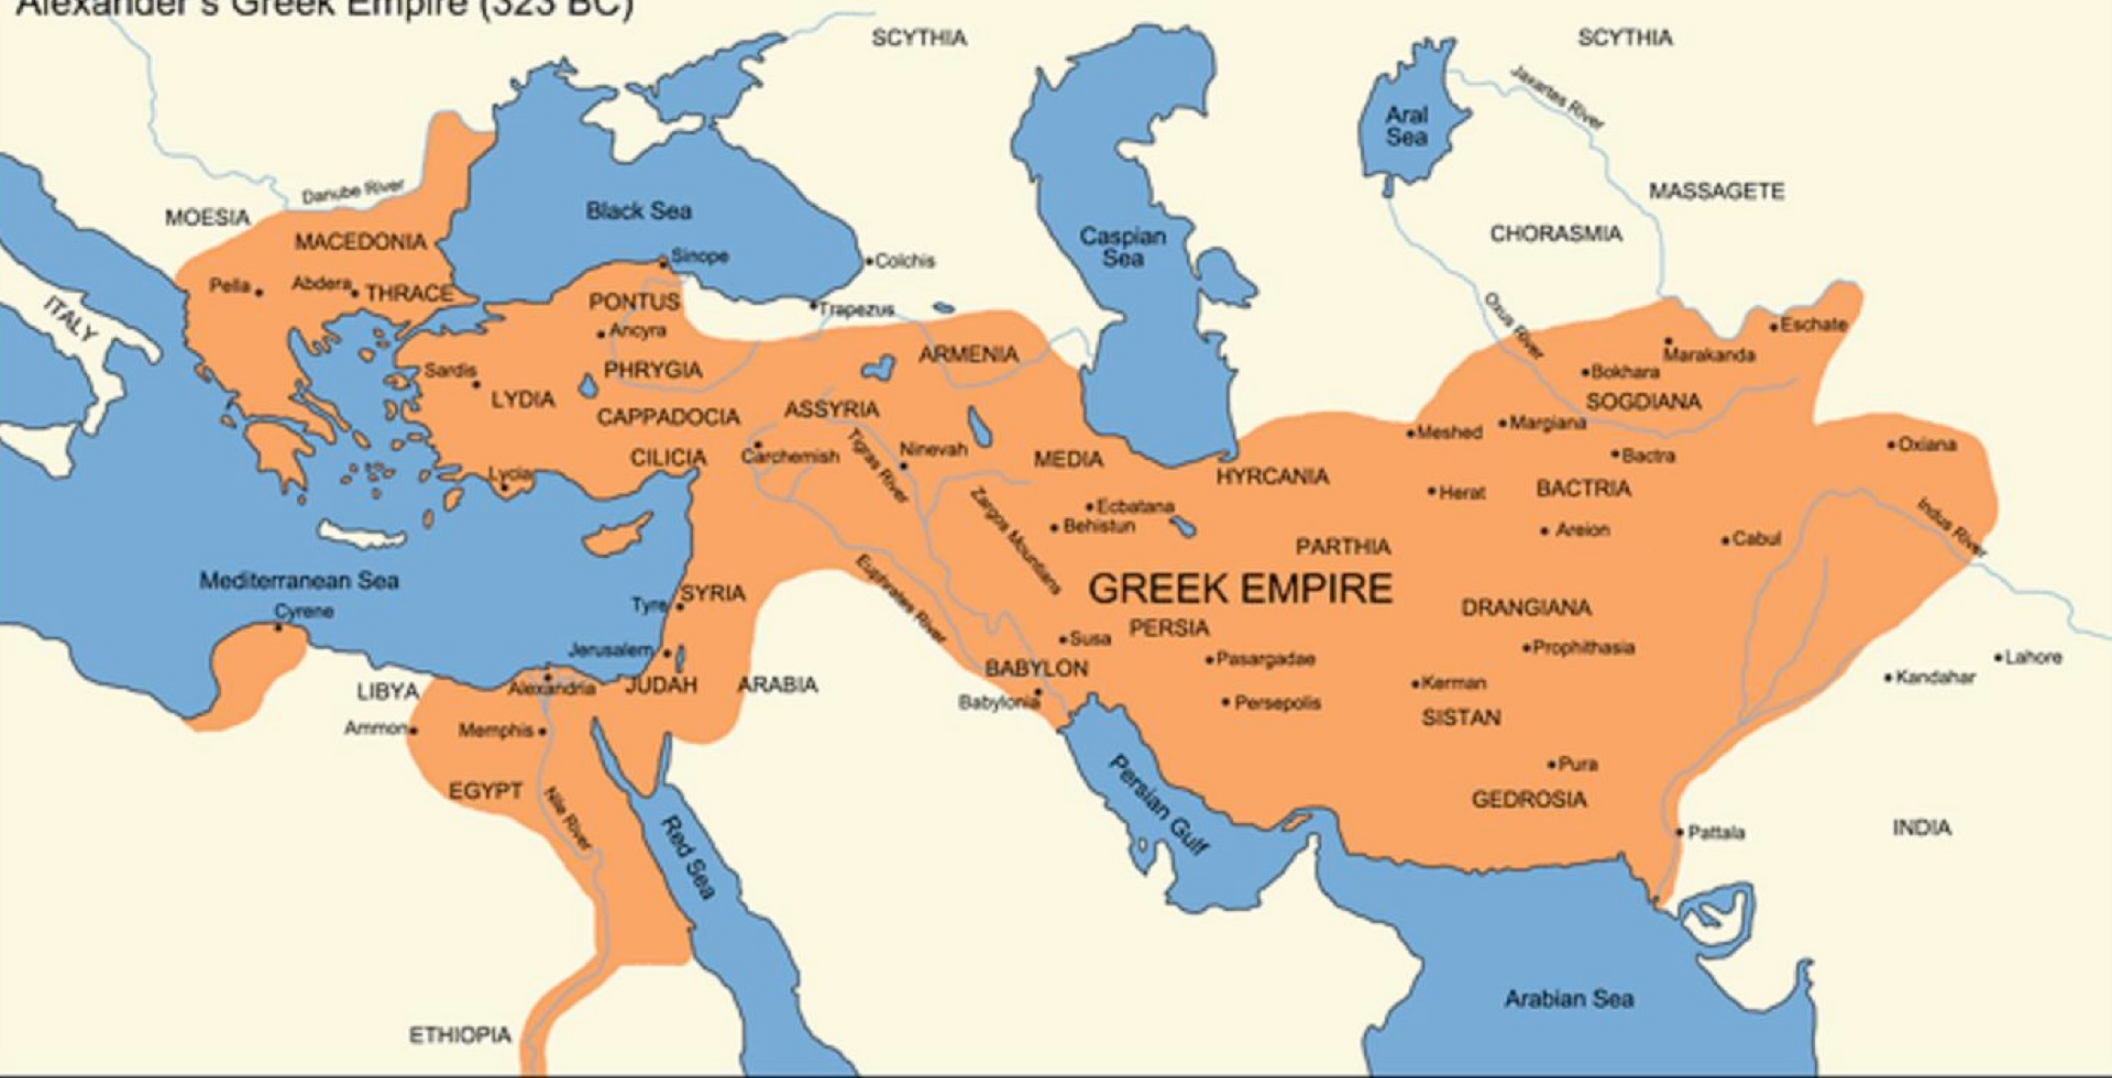 Alexander's Greek Empire (323 BC)
SCYTHIA
SCYTHIA
Jaxartes River
Aral
Sea
Danube River
MASSAGETE
MOESIA
Black Sea
CHORASMIA
MACEDONIA
Caspian
Sea
Sinope
Colchis
Pella
Abdera
THRACE
PONTUS
Trapezus
ITALY
Oxus River
Eschate
Ancyra
ARMENIA
Marakanda
Sardis
PHRYGIA
Bokhara
LYDIA
ASSYRIA
SOGDIANA
CAPPADOCIA
Margiana
Meshed
Tigras River
Ninevah
Oxiana
CILICIA
Carchemish
MEDIA
Bactra
Lycia
HYRCANIA
Herat
BACTRIA
Zargos Mountians
Ecbatana
Behistun
Indus River
Areion
Cabul
PARTHIA
Mediterranean Sea
GREEK EMPIRE
Euphrates River
SYRIA
Tyre
Cyrene
DRANGIANA
PERSIA
Susa
Jerusalem
Prophithasia
Pasargadae
Lahore
BABYLON
Kandahar
LIBYA
Alexandria
JUDAH
ARABIA
Kerman
Babylonia
Persepolis
SISTAN
Ammon
Memphis
Pura
EGYPT
Nile River
Persian Gulf
GEDROSIA
Red Sea
Pattala
INDIA
Arabian Sea
ETHIOPIA